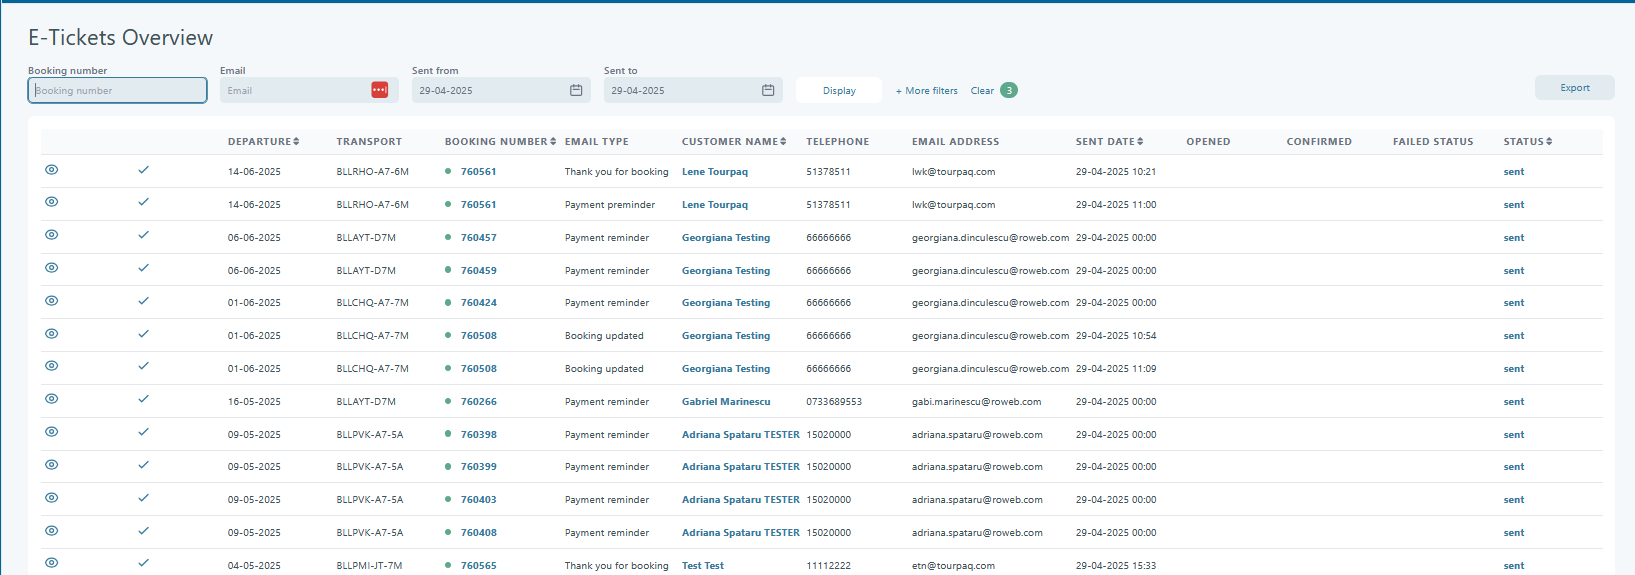 E-Tickets Overview
Booking number Email Sent from Sent to
Booking number Email 29-04-2025 29-04-2025 Display + More filters Clear 3 Export
DEPARTURE TRANSPORT BOOKING NUMBER EMAIL TYPE CUSTOMER NAME TELEPHONE EMAIL ADDRESS SENT DATE OPENED CONFIRMED FAILED STATUS STATUS
14-06-2025 BLLRHO-A7-6M 760561 Thank you for booking Lene Tourpaq 51378511 lwk@tourpaq.com 29-04-2025 10:21 sent
14-06-2025 BLLRHO-A7-6M 760561 Payment preminder Lene Tourpaq 51378511 lwk@tourpaq.com 29-04-2025 11:00 sent
06-06-2025 BLLAYT-D7M 760457 Payment reminder Georgiana Testing 66666666 georgiana.dinculescu@roweb.com 29-04-2025 00:00 sent
06-06-2025 BLLAYT-D7M 760459 Payment reminder Georgiana Testing 66666666 georgiana.dinculescu@roweb.com 29-04-2025 00:00 sent
01-06-2025 BLLCHQ-A7-7M 760424 Payment reminder Georgiana Testing 66666666 georgiana.dinculescu@roweb.com 29-04-2025 00:00 sent
01-06-2025 BLLCHQ-A7-7M 760508 Booking updated Georgiana Testing 66666666 georgiana.dinculescu@roweb.com 29-04-2025 10:54 sent
01-06-2025 BLLCHQ-A7-7M 760508 Booking updated Georgiana Testing 66666666 georgiana.dinculescu@roweb.com 29-04-2025 11:09 sent
16-05-2025 BLLAYT-D7M 760266 Payment reminder Gabriel Marinescu 0733689553 gabi.marinescu@roweb.com 29-04-2025 00:00 sent
09-05-2025 BLLPVK-A7-5A 760398 Payment reminder Adriana Spataru TESTER 15020000 adriana.spataru@roweb.com 29-04-2025 00:00 sent
09-05-2025 BLLPVK-A7-5A 760399 Payment reminder Adriana Spataru TESTER 15020000 adriana.spataru@roweb.com 29-04-2025 00:00 sent
09-05-2025 BLLPVK-A7-5A 760403 Payment reminder Adriana Spataru TESTER 15020000 adriana.spataru@roweb.com 29-04-2025 00:00 sent
09-05-2025 BLLPVK-A7-5A 760408 Payment reminder Adriana Spataru TESTER 15020000 adriana.spataru@roweb.com 29-04-2025 00:00 sent
04-05-2025 BLLPMI-JT-7M 760565 Thank you for booking Test Test 11112222 etn@tourpaq.com 29-04-2025 15:33 sent